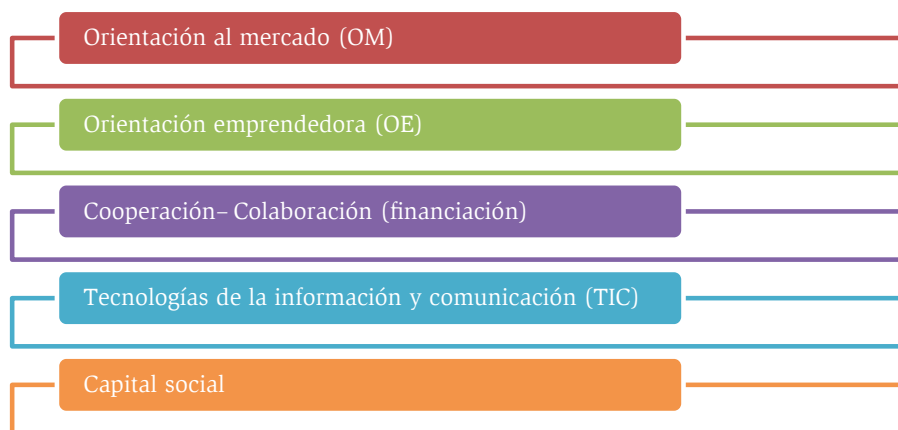 Orientación al mercado (OM)
Orientación emprendedora (OE)
Cooperación– Colaboración (financiación)
Tecnologías de la información y comunicación (TIC)
Capital social